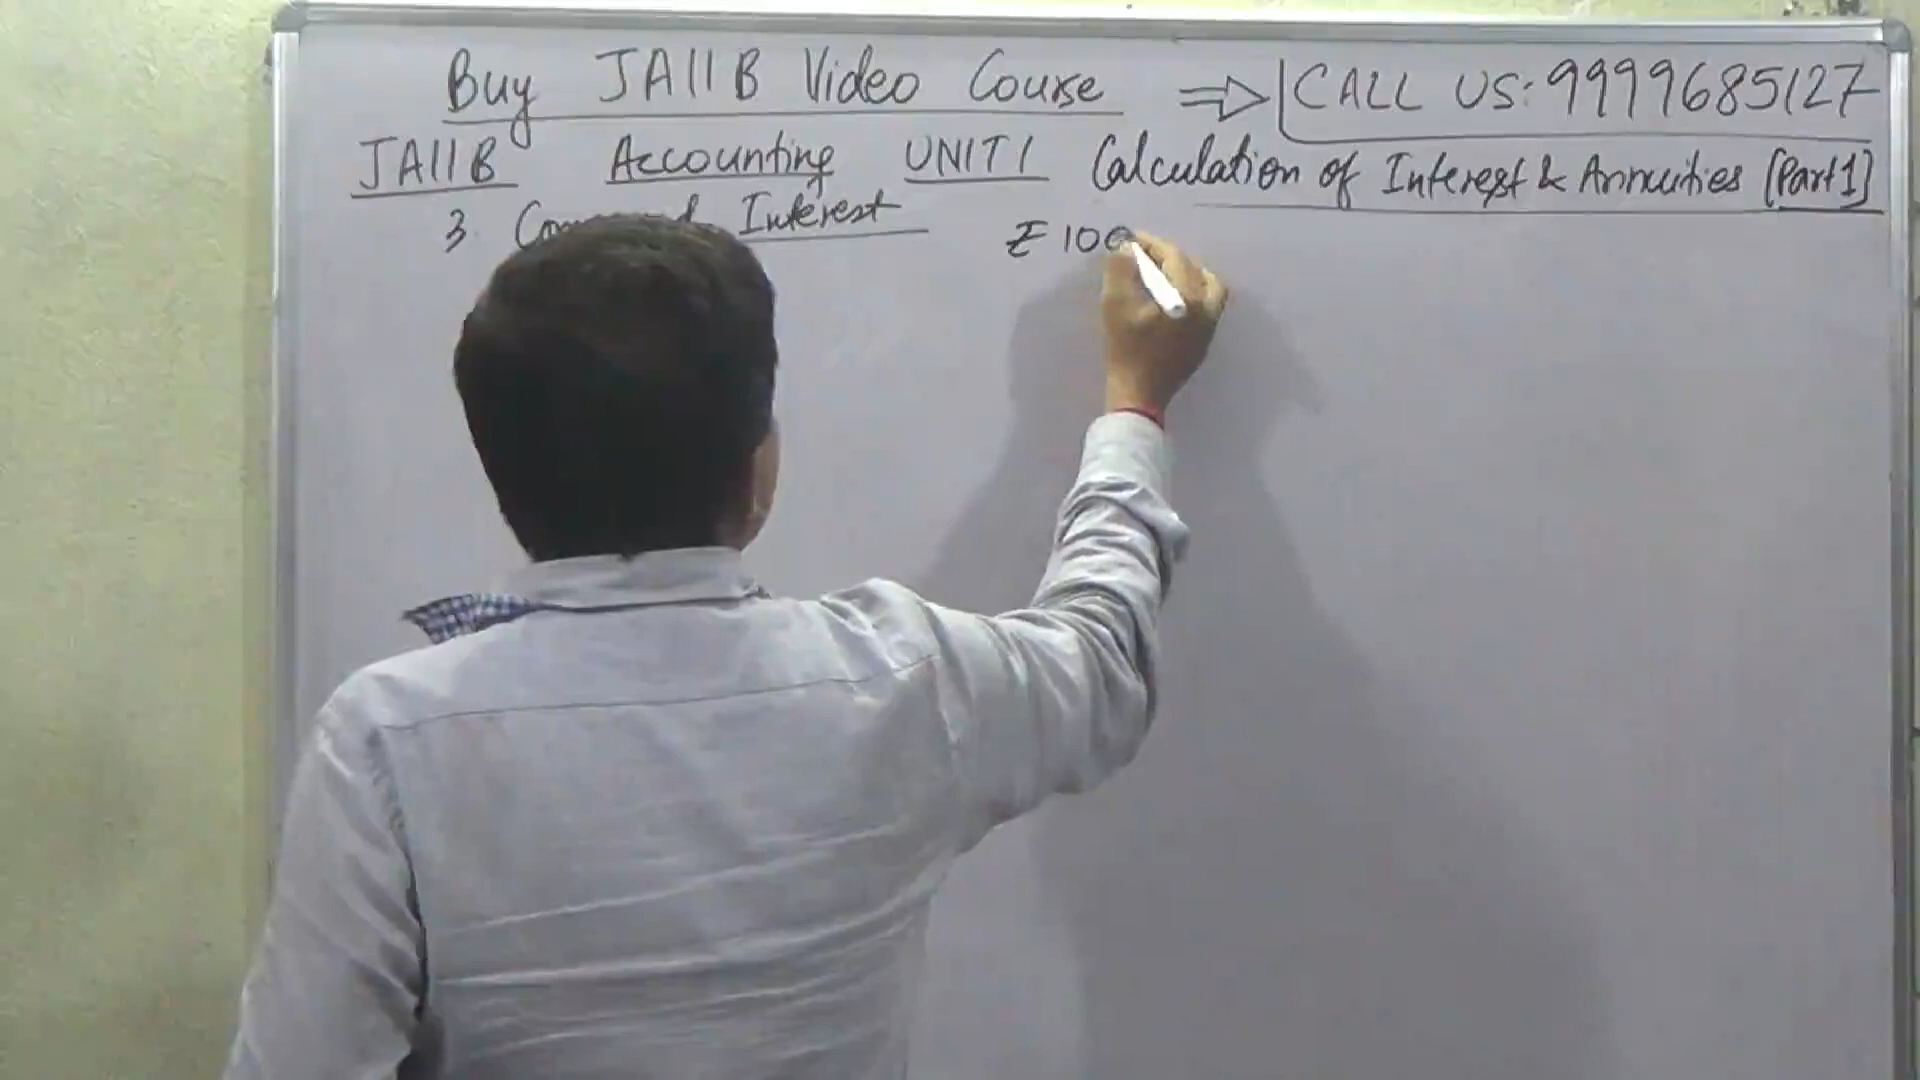 Buy JAIIB Video Course ⇒ CALL US: 9999685127
JAIIB Accounting UNIT 1 Calculation of Interest & Annuities [Part 1]
3 Interest ₹ 100